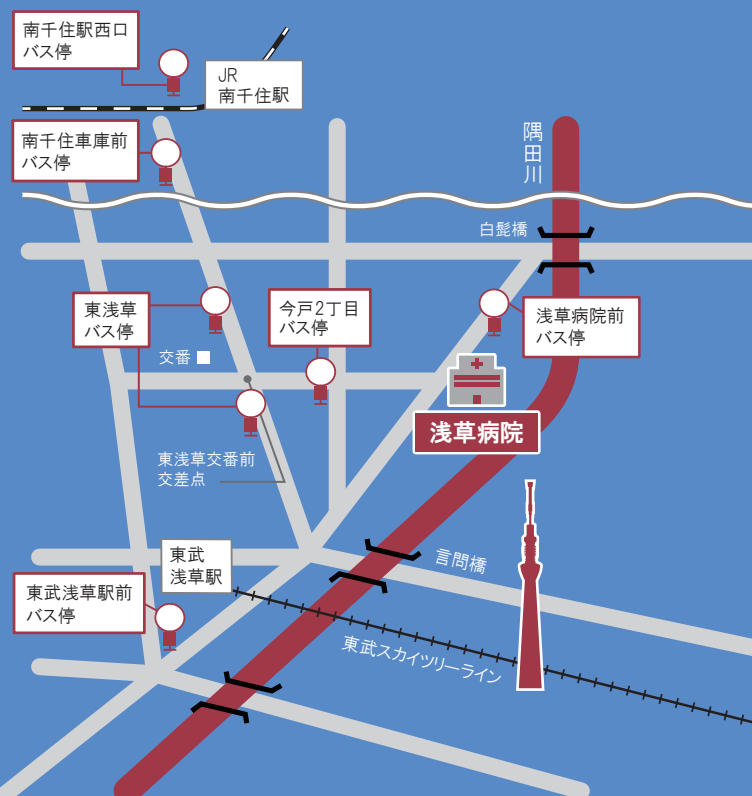 南千住駅西口
バス停
JR
南千住駅
南千住車庫前
バス停
隅田川
白髭橋
東浅草
バス停
今戸2丁目
バス停
浅草病院前
バス停
交番
浅草病院
東浅草交番前
交差点
東武
浅草駅
言問橋
東武浅草駅前
バス停
東武スカイツリーライン